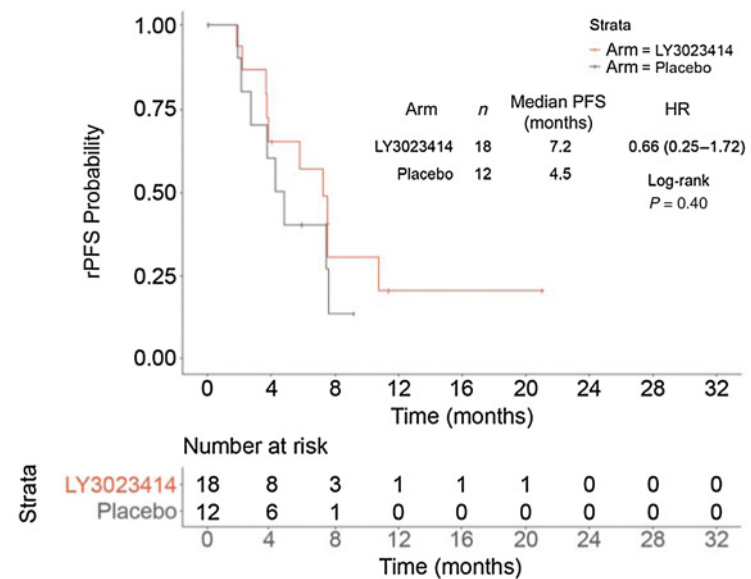 1.00
0.75
0.50
0.25
0.00
rPFS Probability
Strata
Arm = LY3023414
Arm = Placebo
Arm n Median PFS (months) HR
LY3023414 18 7.2 0.66 (0.25–1.72)
Placebo 12 4.5
Log-rank
P = 0.40
0 4 8 12 16 20 24 28 32
Time (months)
Number at risk
Strata
LY3023414 18 8 3 1 1 1 0 0 0
Placebo 12 6 1 0 0 0 0 0 0
0 4 8 12 16 20 24 28 32
Time (months)